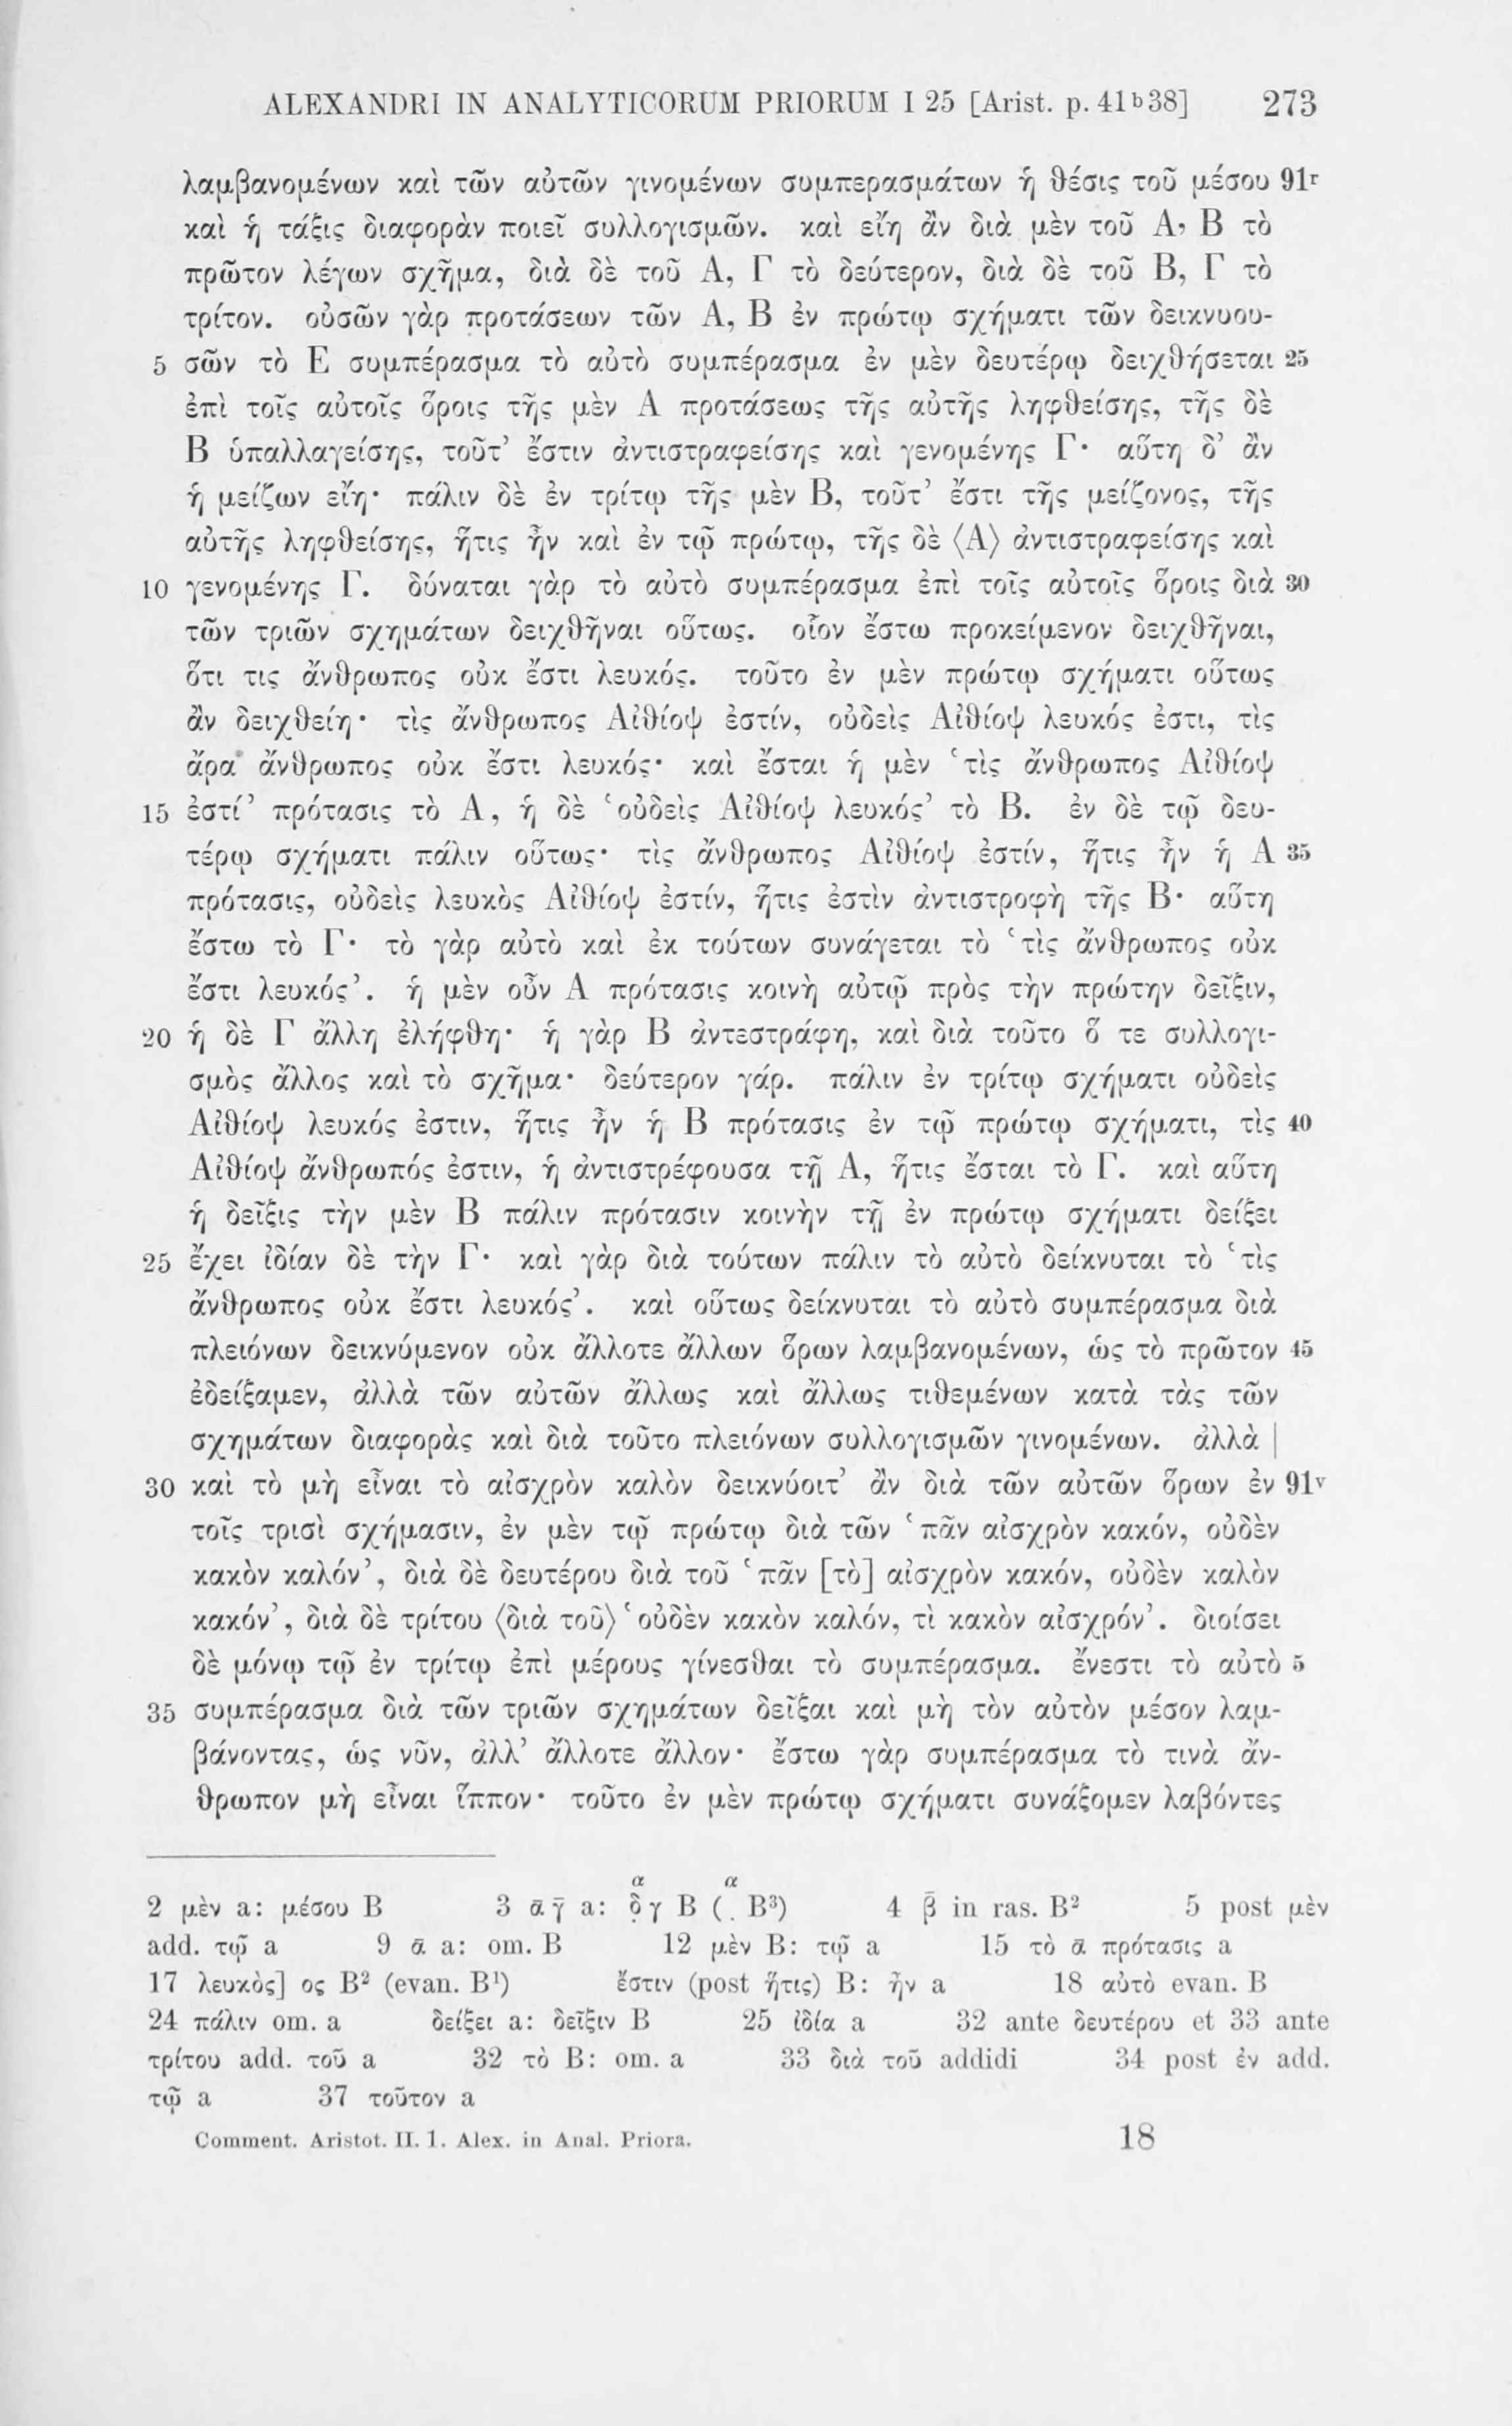 ALEXANDRI IN ANALYTICORUM PRIORUM I 25 [Arist. p. 41ᵇ38] 273
λαμβανομένων καὶ τῶν αὐτῶν γινομένων συμπερασμάτων ἡ θέσις τοῦ μέσου 91ʳ
καὶ ἡ τάξις διαφορὰν ποιεῖ συλλογισμῶν. καὶ εἴη ἂν διὰ μὲν τοῦ Α, Β τὸ
πρῶτον λέγων σχῆμα, διὰ δὲ τοῦ Α, Γ τὸ δεύτερον, διὰ δὲ τοῦ Β, Γ τὸ
τρίτον. οὐσῶν γὰρ προτάσεων τῶν Α, Β ἐν πρώτῳ σχήματι τῶν δεικνυου-
5 σῶν τὸ Ε συμπέρασμα τὸ αὐτὸ συμπέρασμα ἐν μὲν δευτέρῳ δειχθήσεται 25
ἐπὶ τοῖς αὐτοῖς ὅροις τῆς μὲν Α προτάσεως τῆς αὐτῆς ληφθείσης, τῆς δὲ
Β ὑπαλλαγείσης, τοῦτ’ ἔστιν ἀντιστραφείσης καὶ γενομένης Γ· αὕτη δ’ ἂν
ἡ μείζων εἴη· πάλιν δὲ ἐν τρίτῳ τῆς μὲν Β, τοῦτ’ ἔστι τῆς μείζονος, τῆς
αὐτῆς ληφθείσης, ἥτις ἦν καὶ ἐν τῷ πρώτῳ, τῆς δὲ ⟨Α⟩ ἀντιστραφείσης καὶ
10 γενομένης Γ. δύναται γὰρ τὸ αὐτὸ συμπέρασμα ἐπὶ τοῖς αὐτοῖς ὅροις διὰ 30
τῶν τριῶν σχημάτων δειχθῆναι οὕτως. οἷον ἔστω προκείμενον δειχθῆναι,
ὅτι τις ἄνθρωπος οὐκ ἔστι λευκός. τοῦτο ἐν μὲν πρώτῳ σχήματι οὕτως
ἂν δειχθείη· τὶς ἄνθρωπος Αἰθίοψ ἐστίν, οὐδεὶς Αἰθίοψ λευκός ἐστι, τὶς
ἄρα ἄνθρωπος οὐκ ἔστι λευκός· καὶ ἔσται ἡ μὲν ‘τὶς ἄνθρωπος Αἰθίοψ
15 ἐστί’ πρότασις τὸ Α, ἡ δὲ ‘οὐδεὶς Αἰθίοψ λευκός’ τὸ Β. ἐν δὲ τῷ δευ-
τέρῳ σχήματι πάλιν οὕτως· τὶς ἄνθρωπος Αἰθίοψ ἐστίν, ἥτις ἦν ἡ Α 35
πρότασις, οὐδεὶς λευκὸς Αἰθίοψ ἐστίν, ἥτις ἐστὶν ἀντιστροφὴ τῆς Β· αὕτη
ἔστω τὸ Γ· τὸ γὰρ αὐτὸ καὶ ἐκ τούτων συνάγεται τὸ ‘τὶς ἄνθρωπος οὐκ
ἔστι λευκός’. ἡ μὲν οὖν Α πρότασις κοινὴ αὐτῷ πρὸς τὴν πρώτην δεῖξιν,
20 ἡ δὲ Γ ἄλλη ἐλήφθη· ἡ γὰρ Β ἀντεστράφη, καὶ διὰ τοῦτο ὅ τε συλλογι-
σμὸς ἄλλος καὶ τὸ σχῆμα· δεύτερον γάρ. πάλιν ἐν τρίτῳ σχήματι οὐδεὶς
Αἰθίοψ λευκός ἐστιν, ἥτις ἦν ἡ Β πρότασις ἐν τῷ πρώτῳ σχήματι, τὶς 40
Αἰθίοψ ἄνθρωπός ἐστιν, ἡ ἀντιστρέφουσα τῇ Α, ἥτις ἔσται τὸ Γ. καὶ αὕτη
ἡ δεῖξις τὴν μὲν Β πάλιν πρότασιν κοινὴν τῇ ἐν πρώτῳ σχήματι δείξει
25 ἔχει ἰδίαν δὲ τὴν Γ· καὶ γὰρ διὰ τούτων πάλιν τὸ αὐτὸ δείκνυται τὸ ‘τὶς
ἄνθρωπος οὐκ ἔστι λευκός’. καὶ οὕτως δείκνυται τὸ αὐτὸ συμπέρασμα διὰ
πλειόνων δεικνύμενον οὐκ ἄλλοτε ἄλλων ὅρων λαμβανομένων, ὡς τὸ πρῶτον 45
ἐδείξαμεν, ἀλλὰ τῶν αὐτῶν ἄλλως καὶ ἄλλως τιθεμένων κατὰ τὰς τῶν
σχημάτων διαφορὰς καὶ διὰ τοῦτο πλειόνων συλλογισμῶν γινομένων. ἀλλὰ |
30 καὶ τὸ μὴ εἶναι τὸ αἰσχρὸν καλὸν δεικνύοιτ’ ἂν διὰ τῶν αὐτῶν ὅρων ἐν 91ᵛ
τοῖς τρισὶ σχήμασιν, ἐν μὲν τῷ πρώτῳ διὰ τῶν ‘πᾶν αἰσχρὸν κακόν, οὐδὲν
κακὸν καλόν’, διὰ δὲ δευτέρου διὰ τοῦ ‘πᾶν [τὸ] αἰσχρὸν κακόν, οὐδὲν καλὸν
κακόν’, διὰ δὲ τρίτου ⟨διὰ τοῦ⟩ ‘οὐδὲν κακὸν καλόν, τὶ κακὸν αἰσχρόν’. διοίσει
δὲ μόνῳ τῷ ἐν τρίτῳ ἐπὶ μέρους γίνεσθαι τὸ συμπέρασμα. ἔνεστι τὸ αὐτὸ 5
35 συμπέρασμα διὰ τῶν τριῶν σχημάτων δεῖξαι καὶ μὴ τὸν αὐτὸν μέσον λαμ-
βάνοντας, ὡς νῦν, ἀλλ’ ἄλλοτε ἄλλον· ἔστω γὰρ συμπέρασμα τὸ τινὰ ἄν-
θρωπον μὴ εἶναι ἵππον· τοῦτο ἐν μὲν πρώτῳ σχήματι συνάξομεν λαβόντες
2 μὲν a: μέσου B 3 ᾱγ̄ a: δ̣γ B ( . B³) 4 β̄ in ras. B² 5 post μὲν
add. τῷ a 9 ᾱ a: om. B 12 μὲν B: τῷ a 15 τὸ ᾱ πρότασις a
17 λευκὸς] ος B² (evan. B¹) ἔστιν (post ἥτις) B: ἦν a 18 αὐτὸ evan. B
24 πάλιν om. a δείξει a: δεῖξιν B 25 ἰδία a 32 ante δευτέρου et 33 ante
τρίτου add. τοῦ a 32 τὸ B: om. a 33 διὰ τοῦ addidi 34 post ἐν add.
τῷ a 37 τοῦτον a
Comment. Aristot. II. 1. Alex. in Anal. Priora. 18